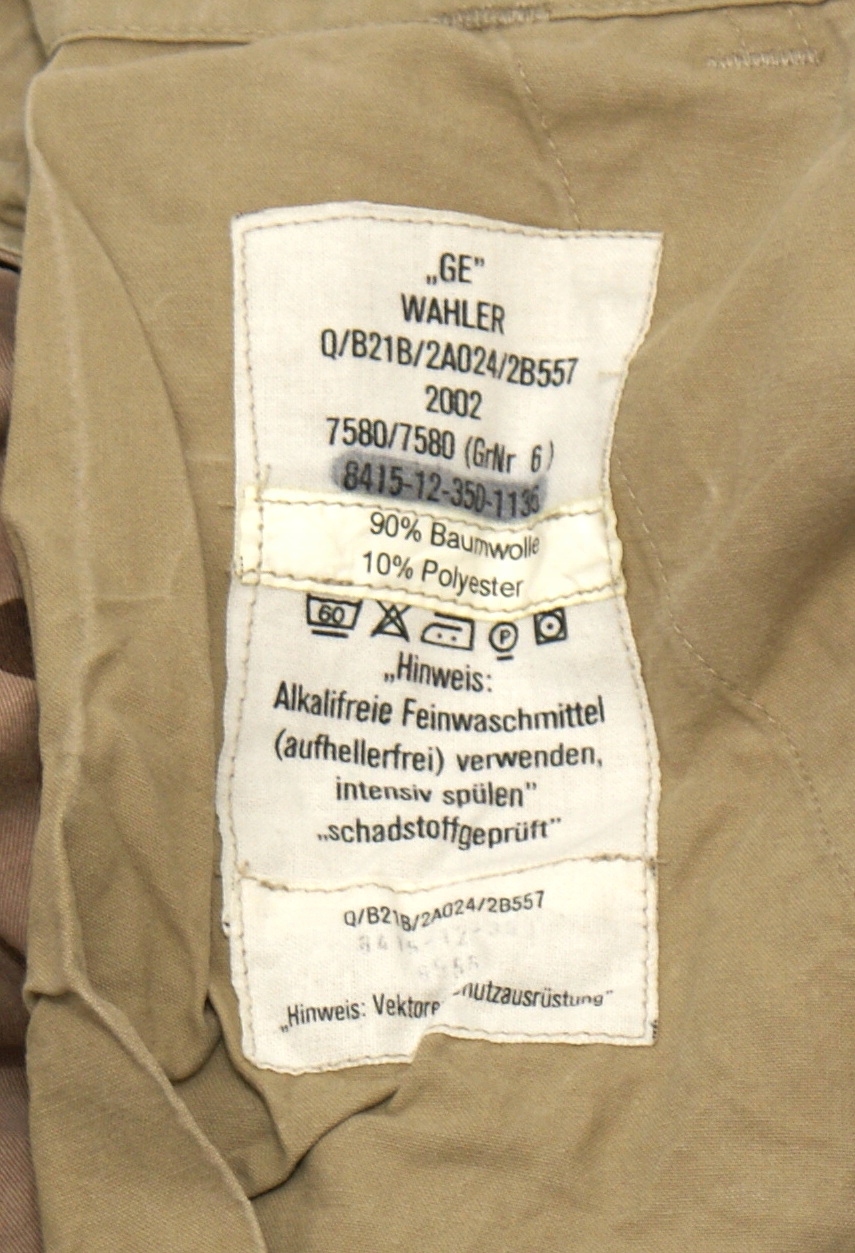 „GE”
WAHLER
Q/B21B/2A024/2B557
2002
7580/7580 (GrNr 6)
8415-12-350-1136
90% Baumwolle
10% Polyester
60
P
„Hinweis:
Alkalifreie Feinwaschmittel
(aufhellerfrei) verwenden,
intensiv spülen”
„schadstoffgeprüft”
Q/B21B/2A024/2B557
„Hinweis: